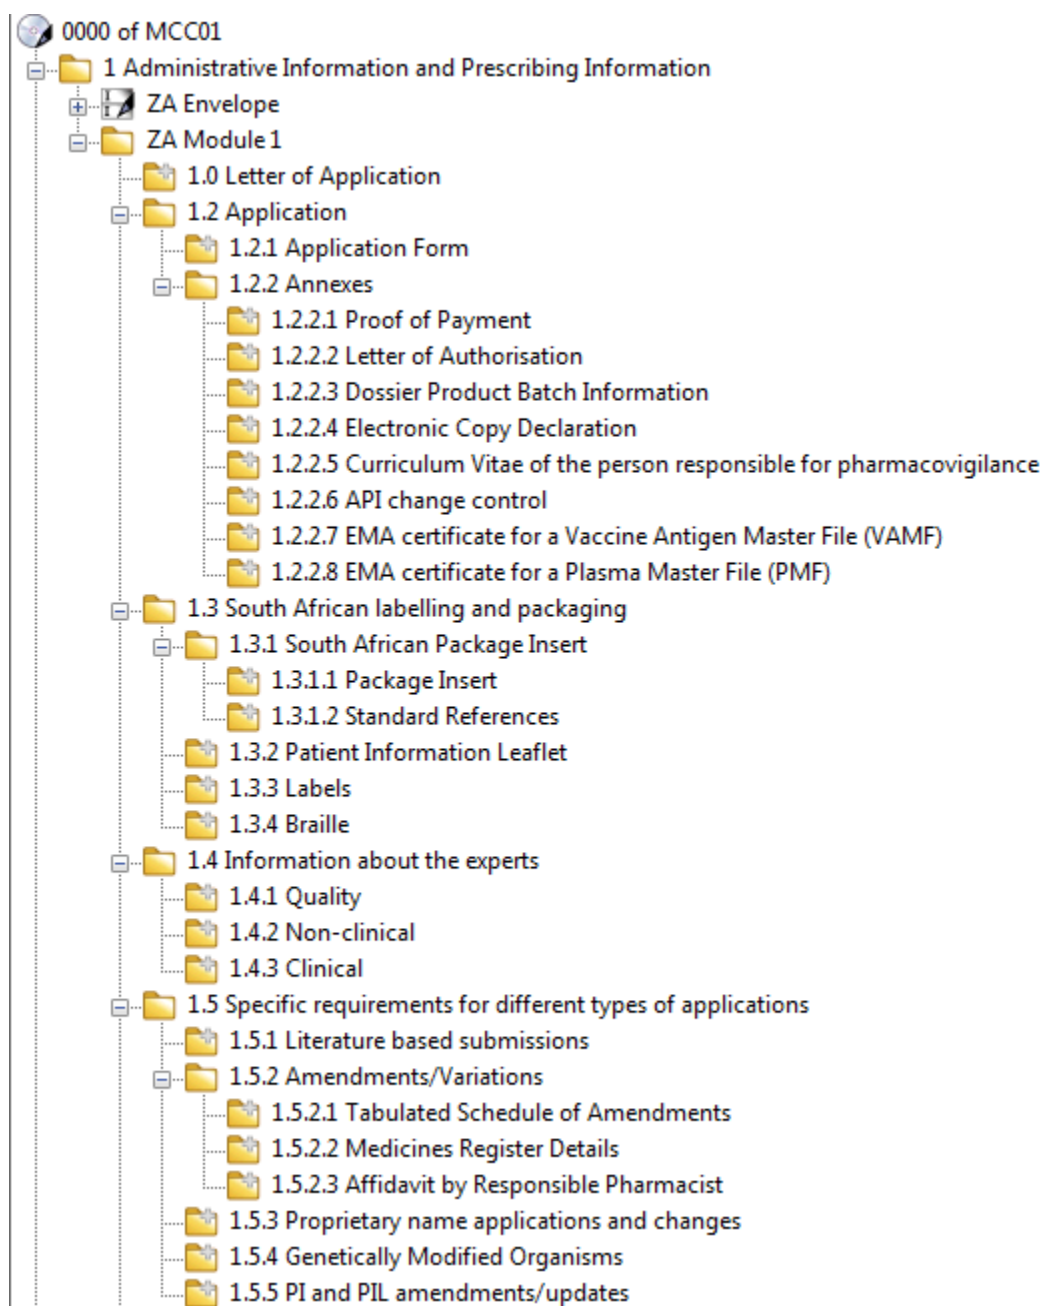 0000 of MCC01
1 Administrative Information and Prescribing Information
ZA Envelope
ZA Module 1
1.0 Letter of Application
1.2 Application
1.2.1 Application Form
1.2.2 Annexes
1.2.2.1 Proof of Payment
1.2.2.2 Letter of Authorisation
1.2.2.3 Dossier Product Batch Information
1.2.2.4 Electronic Copy Declaration
1.2.2.5 Curriculum Vitae of the person responsible for pharmacovigilance
1.2.2.6 API change control
1.2.2.7 EMA certificate for a Vaccine Antigen Master File (VAMF)
1.2.2.8 EMA certificate for a Plasma Master File (PMF)
1.3 South African labelling and packaging
1.3.1 South African Package Insert
1.3.1.1 Package Insert
1.3.1.2 Standard References
1.3.2 Patient Information Leaflet
1.3.3 Labels
1.3.4 Braille
1.4 Information about the experts
1.4.1 Quality
1.4.2 Non-clinical
1.4.3 Clinical
1.5 Specific requirements for different types of applications
1.5.1 Literature based submissions
1.5.2 Amendments/Variations
1.5.2.1 Tabulated Schedule of Amendments
1.5.2.2 Medicines Register Details
1.5.2.3 Affidavit by Responsible Pharmacist
1.5.3 Proprietary name applications and changes
1.5.4 Genetically Modified Organisms
1.5.5 PI and PIL amendments/updates